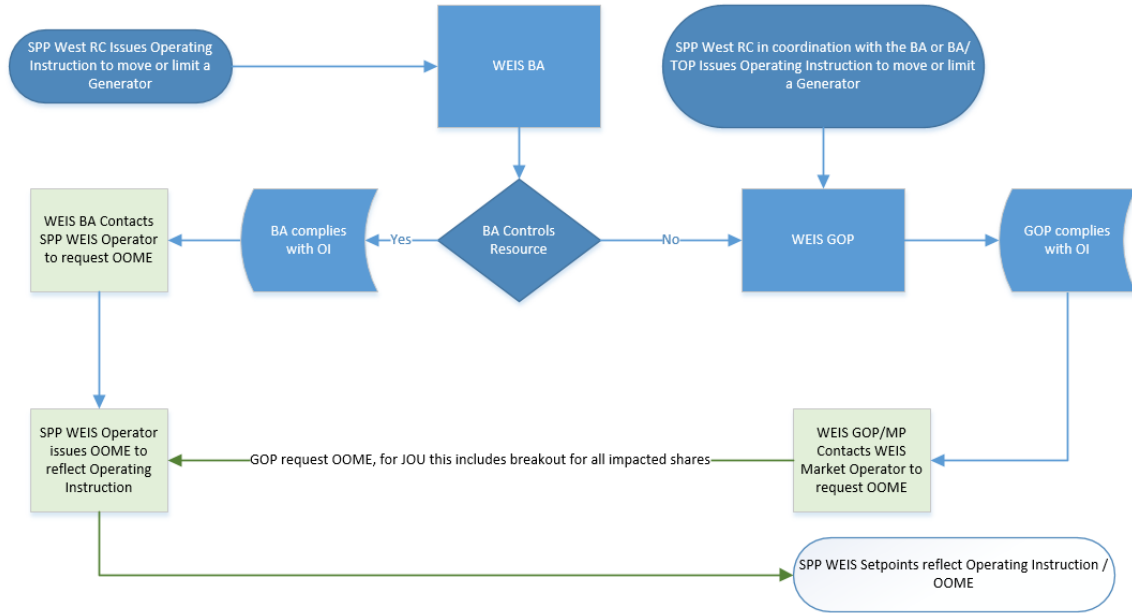 SPP West RC Issues Operating
Instruction to move or limit a
Generator
WEIS BA
SPP West RC in coordination with the BA or BA/
TOP Issues Operating Instruction to move or limit
a Generator
WEIS BA Contacts
SPP WEIS Operator
to request OOME
BA complies
with OI
Yes
BA Controls
Resource
No
WEIS GOP
GOP complies
with OI
SPP WEIS Operator
issues OOME to
reflect Operating
Instruction
GOP request OOME, for JOU this includes breakout for all impacted shares
WEIS GOP/MP
Contacts WEIS
Market Operator to
request OOME
SPP WEIS Setpoints reflect Operating Instruction /
OOME